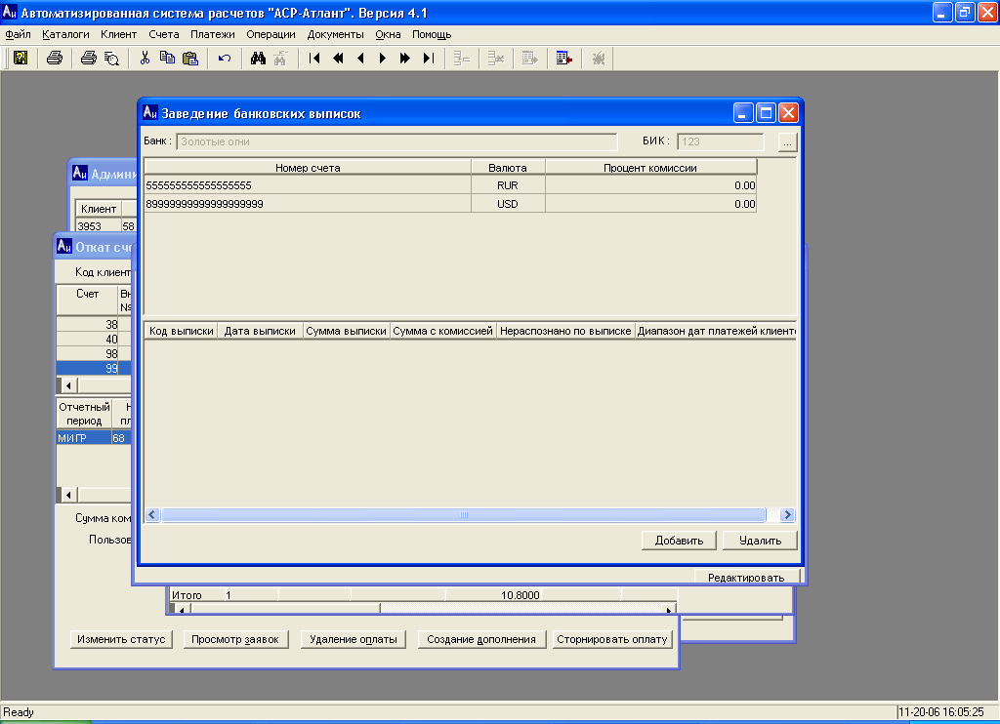 Автоматизированная система расчетов "АСР-Атлант". Версия 4.1
Файл Каталоги Клиент Счета Платежи Операции Документы Окна Помощь
Заведение банковских выписок
Банк : Золотые огни БИК : 123 ...
Номер счета Валюта Процент комиссии
555555555555555555 RUR 0.00
89999999999999999999 USD 0.00
Код выписки Дата выписки Сумма выписки Сумма с комиссией Нераспознано по выписке Диапазон дат платежей клиенто
Добавить Удалить
Админи
Клиент
3953 58
Откат сче
Код клиент
Счет Вн
№
38
40
98
99
Отчетный Н
период пл
МИГР 68
Сумма ком
Пользов
Редактировать
Итого 1 10.8000
Изменить статус Просмотр заявок Удаление оплаты Создание дополнения Сторнировать оплату
Ready 11-20-06 16:05:25